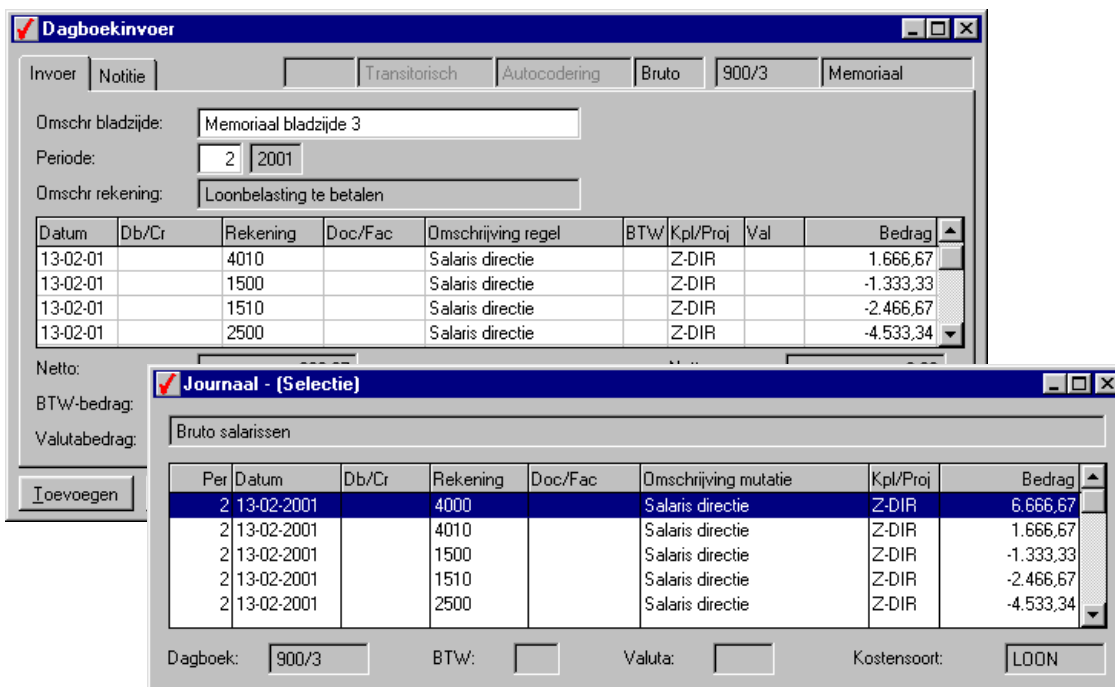 Dagboekinvoer
Invoer Notitie Transitorisch Autocodering Bruto 900/3 Memoriaal
Omschr bladzijde: Memoriaal bladzijde 3
Periode: 2 2001
Omschr rekening: Loonbelasting te betalen
Datum Db/Cr Rekening Doc/Fac Omschrijving regel BTW Kpl/Proj Val Bedrag
13-02-01 4010 Salaris directie Z-DIR 1.666,67
13-02-01 1500 Salaris directie Z-DIR -1.333,33
13-02-01 1510 Salaris directie Z-DIR -2.466,67
13-02-01 2500 Salaris directie Z-DIR -4.533,34
Netto:
BTW-bedrag:
Valutabedrag:
Toevoegen
Journaal - (Selectie)
Bruto salarissen
Per Datum Db/Cr Rekening Doc/Fac Omschrijving mutatie Kpl/Proj Bedrag
2 13-02-2001 4000 Salaris directie Z-DIR 6.666,67
2 13-02-2001 4010 Salaris directie Z-DIR 1.666,67
2 13-02-2001 1500 Salaris directie Z-DIR -1.333,33
2 13-02-2001 1510 Salaris directie Z-DIR -2.466,67
2 13-02-2001 2500 Salaris directie Z-DIR -4.533,34
Dagboek: 900/3 BTW: Valuta: Kostensoort: LOON